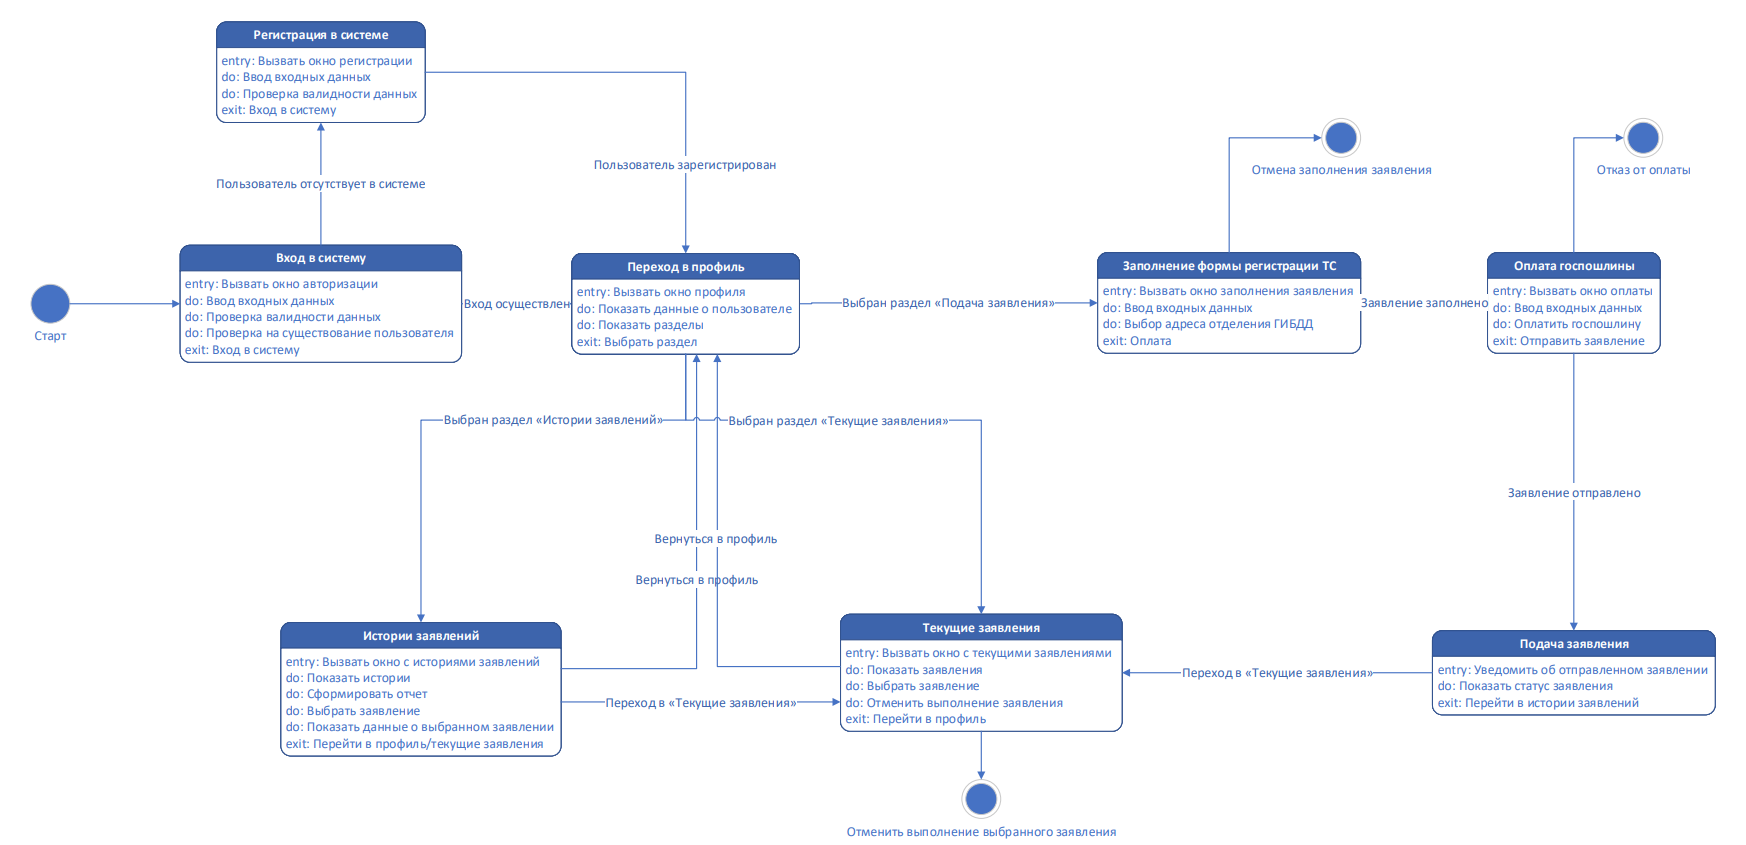 Регистрация в системе
entry: Вызвать окно регистрации
do: Ввод входных данных
do: Проверка валидности данных
exit: Вход в систему
Пользователь зарегистрирован
Пользователь отсутствует в системе
Отмена заполнения заявления
Отказ от оплаты
Старт
Вход в систему
entry: Вызвать окно авторизации
do: Ввод входных данных
do: Проверка валидности данных
do: Проверка на существование пользователя
exit: Вход в систему
Вход осуществлен
Переход в профиль
entry: Вызвать окно профиля
do: Показать данные о пользователе
do: Показать разделы
exit: Выбрать раздел
Выбран раздел «Подача заявления»
Заполнение формы регистрации ТС
entry: Вызвать окно заполнения заявления
do: Ввод входных данных
do: Выбор адреса отделения ГИБДД
exit: Оплата
Заявление заполнено
Оплата госпошлины
entry: Вызвать окно оплаты
do: Ввод входных данных
do: Оплатить госпошлину
exit: Отправить заявление
Выбран раздел «Истории заявлений»
Выбран раздел «Текущие заявления»
Заявление отправлено
Вернуться в профиль
Вернуться в профиль
Истории заявлений
entry: Вызвать окно с историями заявлений
do: Показать истории
do: Сформировать отчет
do: Выбрать заявление
do: Показать данные о выбранном заявлении
exit: Перейти в профиль/текущие заявления
Переход в «Текущие заявления»
Текущие заявления
entry: Вызвать окно с текущими заявлениями
do: Показать заявления
do: Выбрать заявление
do: Отменить выполнение заявления
exit: Перейти в профиль
Переход в «Текущие заявления»
Подача заявления
entry: Уведомить об отправленном заявлении
do: Показать статус заявления
exit: Перейти в истории заявлений
Отменить выполнение выбранного заявления